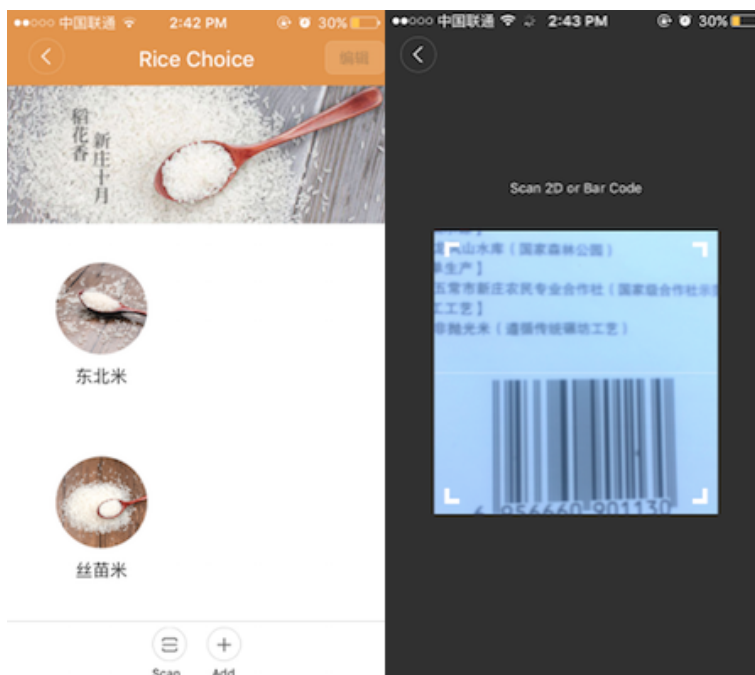 中国联通
2:42 PM
30%
Rice Choice
编辑
稻花香
新庄十月
东北米
丝苗米
Scan
Add
中国联通
2:43 PM
30%
Scan 2D or Bar Code
山水库（国家森林公园）
生产】
五常市新庄农民专业合作社（国家级合作社示
工艺】
非抛光米（遵循传统碾坊工艺）
6 956660 901130